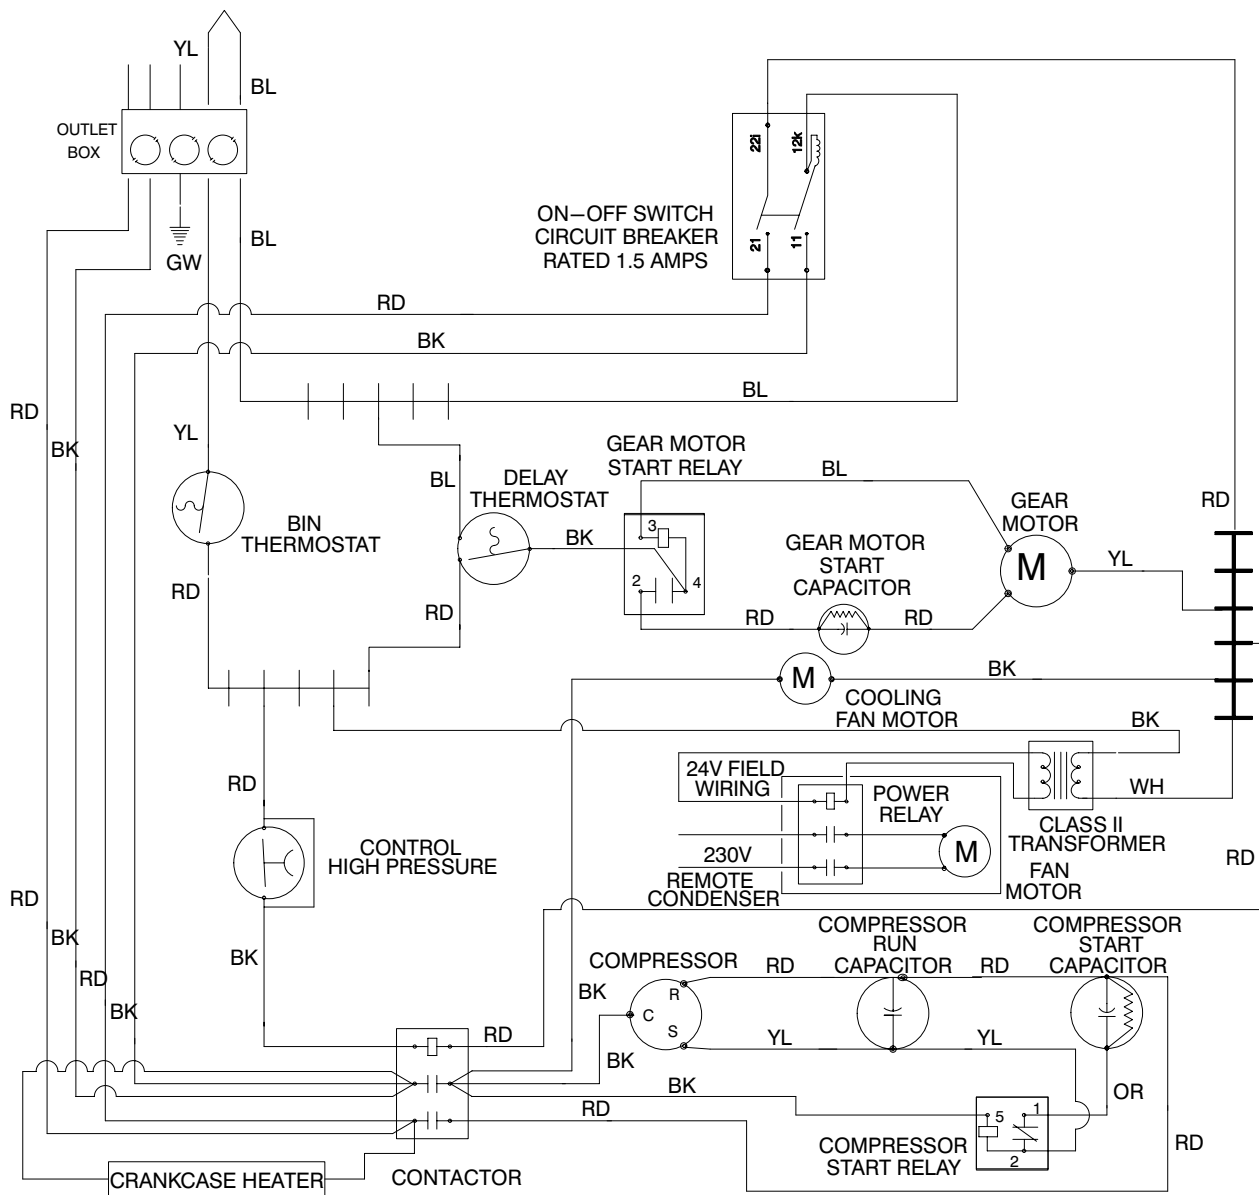 YL
BL
OUTLET
BOX
22i
12k
21
11
ON–OFF SWITCH
CIRCUIT BREAKER
RATED 1.5 AMPS
BL
GW
RD
BK
BL
RD
BK
YL
BIN
THERMOSTAT
BL
DELAY
THERMOSTAT
GEAR MOTOR
START RELAY
BL
GEAR
MOTOR
RD
3
BK
2
4
GEAR MOTOR
START
CAPACITOR
M
YL
RD
RD
RD
RD
M
BK
COOLING
FAN MOTOR
BK
RD
24V FIELD
WIRING
POWER
RELAY
WH
CLASS II
TRANSFORMER
CONTROL
HIGH PRESSURE
M
230V
REMOTE
CONDENSER
FAN
MOTOR
RD
RD
BK
RD
BK
BK
COMPRESSOR
RD
COMPRESSOR
RUN
CAPACITOR
RD
COMPRESSOR
START
CAPACITOR
BK
R
C
S
RD
YL
YL
BK
BK
RD
5
1
2
OR
RD
COMPRESSOR
START RELAY
CRANKCASE HEATER
CONTACTOR